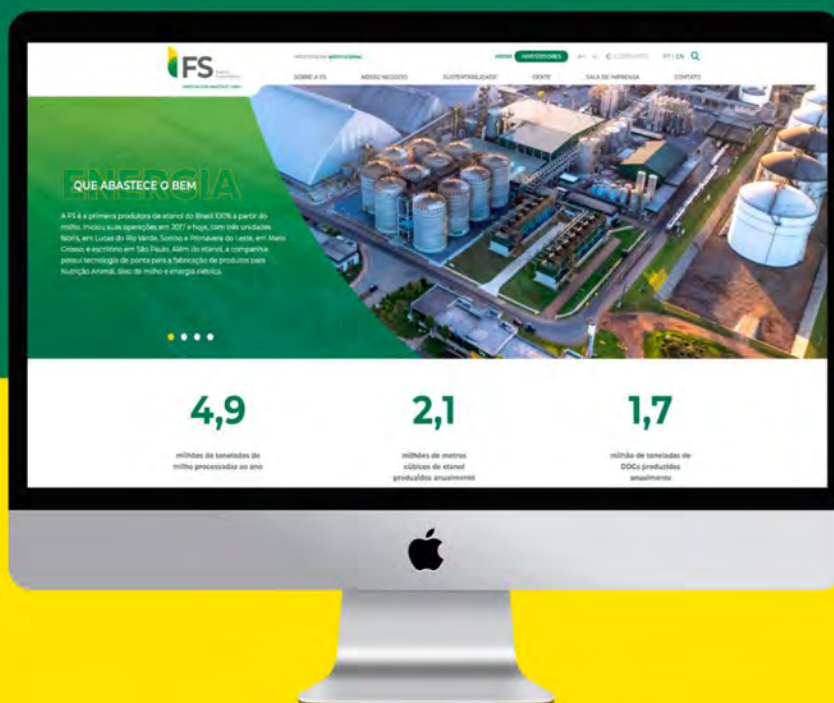 FS
INSTITUCIONAL
INVESTIDORES
A+
CONTRASTE
PT | EN
SOBRE A FS
NOSSO NEGÓCIO
SUSTENTABILIDADE
GENTE
SALA DE IMPRENSA
CONTATO
ENERGIA
QUE ABASTECE O BEM
A FS é a primeira produtora de etanol do Brasil 100% a partir do
milho. Iniciou suas operações em 2017 e hoje, com três unidades
em Lucas do Rio Verde, Sorriso e Primavera do Leste, em Mato
Grosso, e escritório em São Paulo. Além do etanol, a companhia
possui tecnologia de ponta para a fabricação de produtos para
Nutrição Animal, óleo de milho e energia elétrica.
4,9
milhões de toneladas de
milho processadas ao ano
2,1
milhões de metros
cúbicos de etanol
produzidos anualmente
1,7
milhão de toneladas de
DDGs produzidos
anualmente